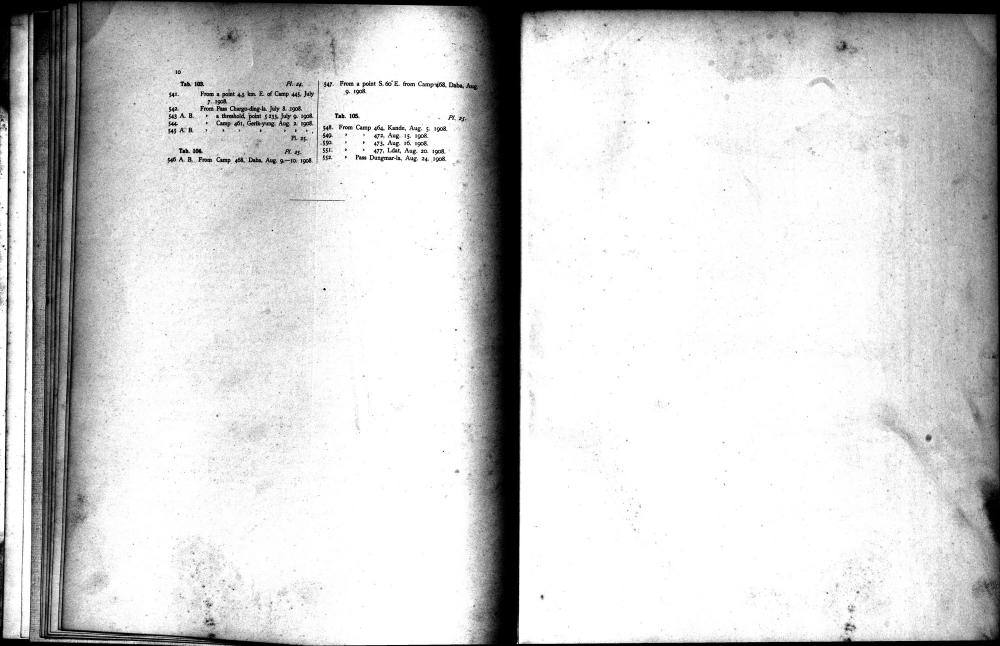 10
Tab. 103. Pl. 24.
541. From a point 4,5 km. E. of Camp 445, July
7. 1908.
542. From Pass Chargo-ding-la. July 8. 1908.
543 A. B. » a threshold, point 5 235, July 9. 1908.
544. » Camp 461, Gerik-yung. Aug. 2. 1908.
545 A. B. » » » » » » .
Pl. 25.
Tab. 104. Pl. 25.
546 A. B. From Camp 468, Daba, Aug. 9.—10. 1908.
547. From a point S. 60° E. from Camp 468, Daba, Aug.
9. 1908.
Tab. 105. Pl. 25.
548. From Camp 464, Kande, Aug. 5. 1908.
549. » » 472, Aug. 15. 1908.
550. » » 473, Aug. 16. 1908.
551. » » 477, Ldat, Aug. 20. 1908.
552. » Pass Dungmar-la, Aug. 24. 1908.